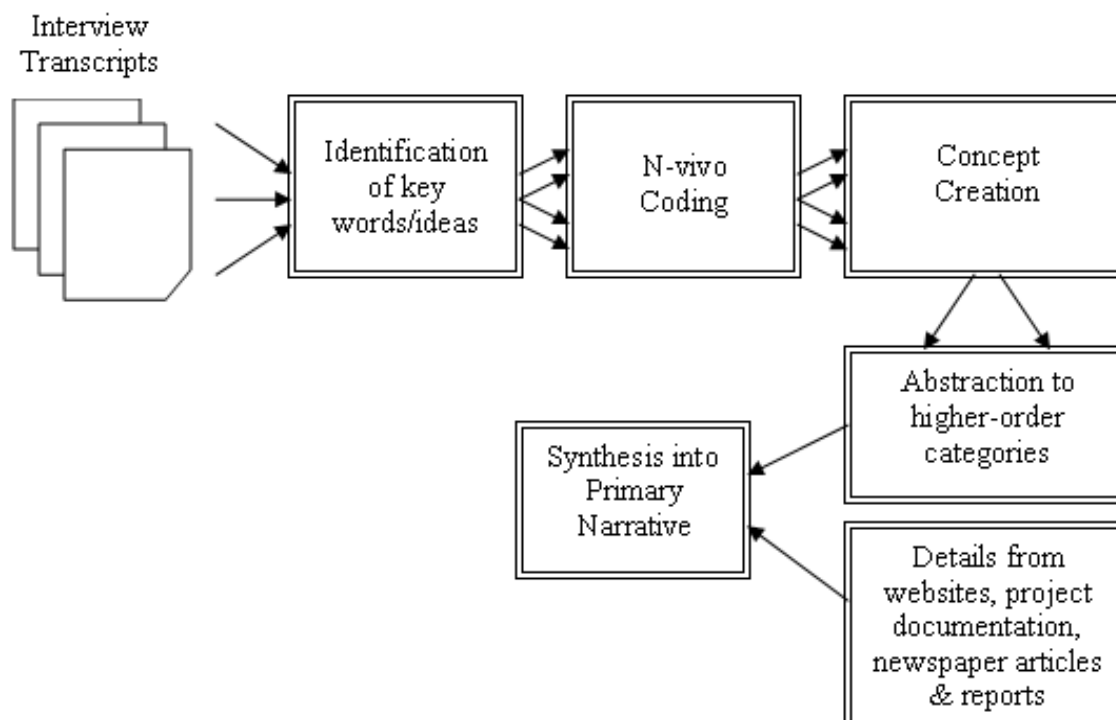 Interview
Transcripts
Identification
of key
words/ideas
N-vivo
Coding
Concept
Creation
Abstraction to
higher-order
categories
Synthesis into
Primary
Narrative
Details from
websites, project
documentation,
newspaper articles
& reports